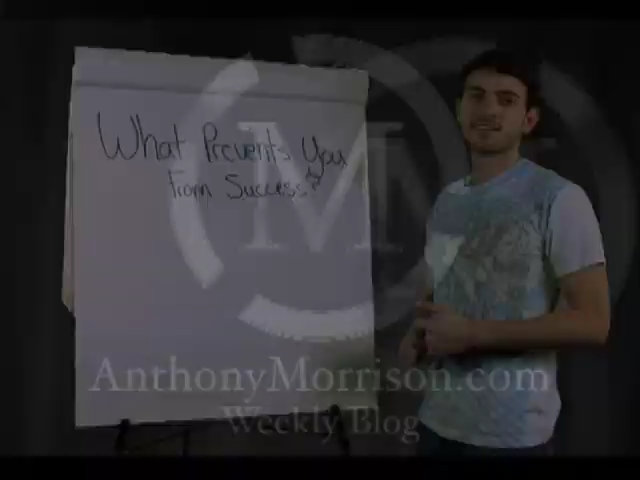 What Prevents You
From Success?
M
AnthonyMorrison.com
Weekly Blog